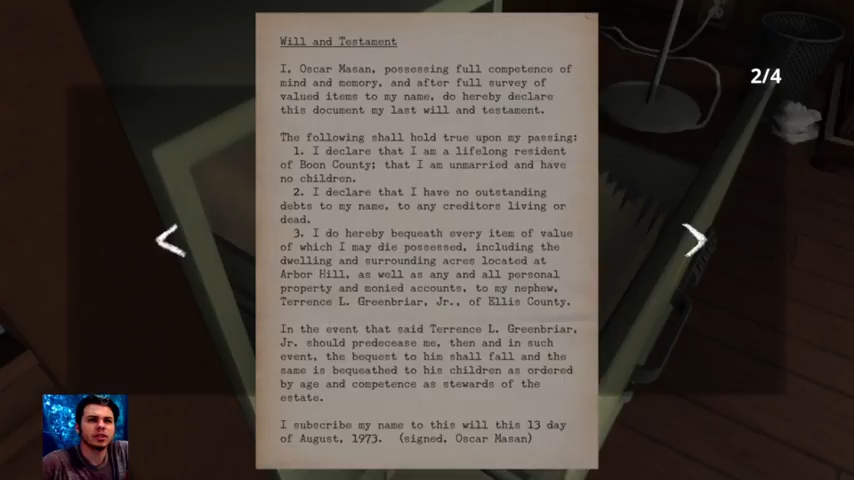 Will and Testament
I, Oscar Masan, possessing full competence of
mind and memory, and after full survey of
valued items to my name, do hereby declare
this document my last will and testament.
The following shall hold true upon my passing:
1. I declare that I am a lifelong resident
of Boon County; that I am unmarried and have
no children.
2. I declare that I have no outstanding
debts to my name, to any creditors living or
dead.
3. I do hereby bequeath every item of value
of which I may die possessed, including the
dwelling and surrounding acres located at
Arbor Hill, as well as any and all personal
property and monied accounts, to my nephew,
Terrence L. Greenbriar, Jr., of Ellis County.
In the event that said Terrence L. Greenbriar,
Jr. should predecease me, then and in such
event, the bequest to him shall fall and the
same is bequeathed to his children as ordered
by age and competence as stewards of the
estate.
I subscribe my name to this will this 13 day
of August, 1973. (signed, Oscar Masan)
2/4